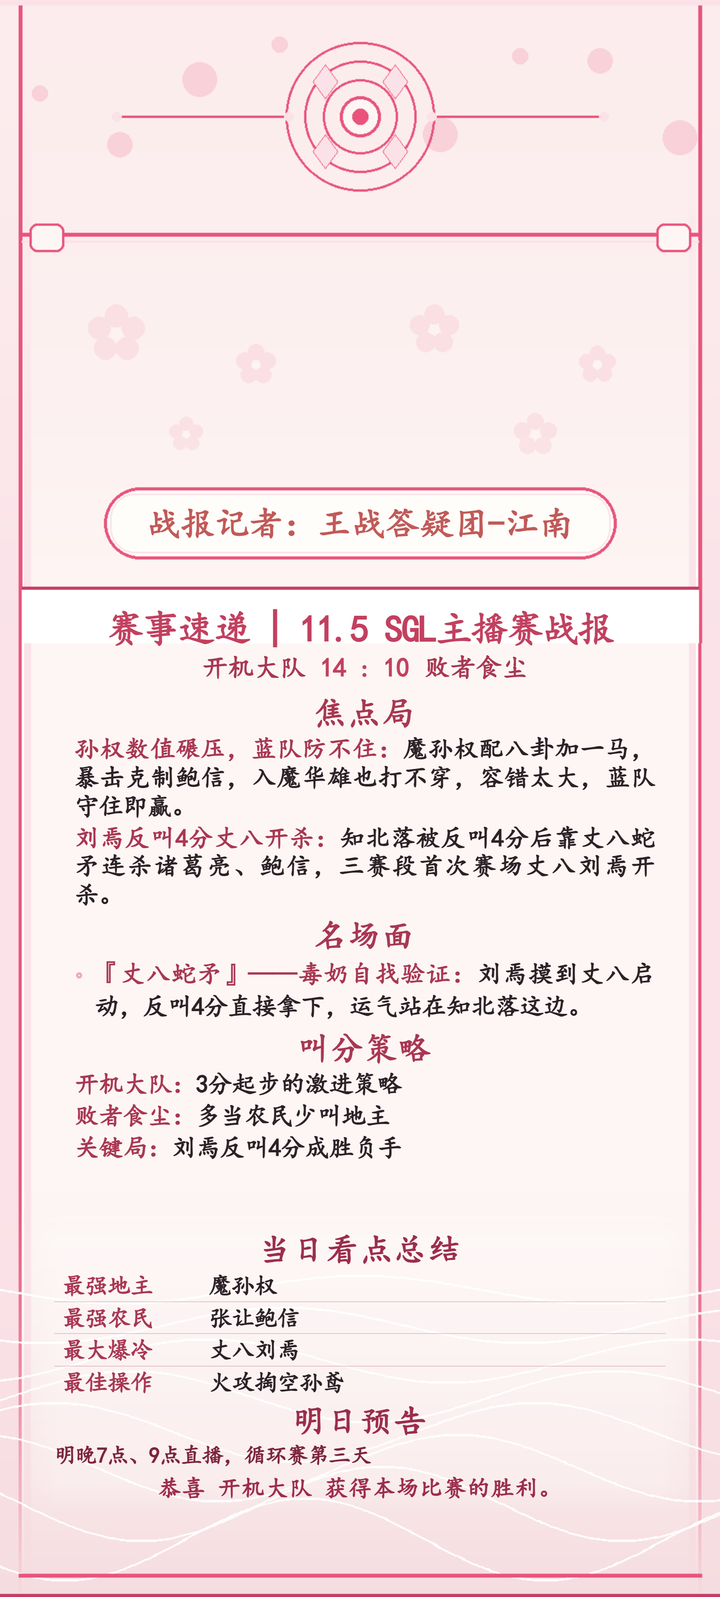 战报记者：王战答疑团-江南
赛事速递 | 11.5 SGL主播赛战报
开机大队 14 : 10 败者食尘
焦点局
孙权数值碾压，蓝队防不住：魔孙权配八卦加一马，
暴击克制鲍信，入魔华雄也打不穿，容错太大，蓝队
守住即赢。
刘焉反叫4分丈八开杀：知北落被反叫4分后靠丈八蛇
矛连杀诸葛亮、鲍信，三赛段首次赛场丈八刘焉开
杀。
名场面
『丈八蛇矛』——毒奶自找验证：刘焉摸到丈八启
动，反叫4分直接拿下，运气站在知北落这边。
叫分策略
开机大队：3分起步的激进策略
败者食尘：多当农民少叫地主
关键局：刘焉反叫4分成胜负手
当日看点总结
最强地主 魔孙权
最强农民 张让鲍信
最大爆冷 丈八刘焉
最佳操作 火攻掏空孙鸢
明日预告
明晚7点、9点直播，循环赛第三天
恭喜 开机大队 获得本场比赛的胜利。